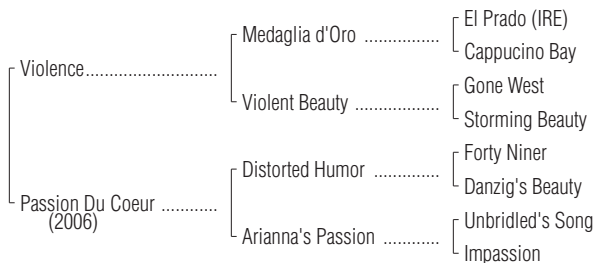 El Prado (IRE)
Medaglia d'Oro ................
Cappucino Bay
Violence............................
Gone West
Violent Beauty ..................
Storming Beauty
Forty Niner
Distorted Humor ..............
Danzig's Beauty
Passion Du Coeur ............
(2006)
Unbridled's Song
Arianna's Passion ............
Impassion